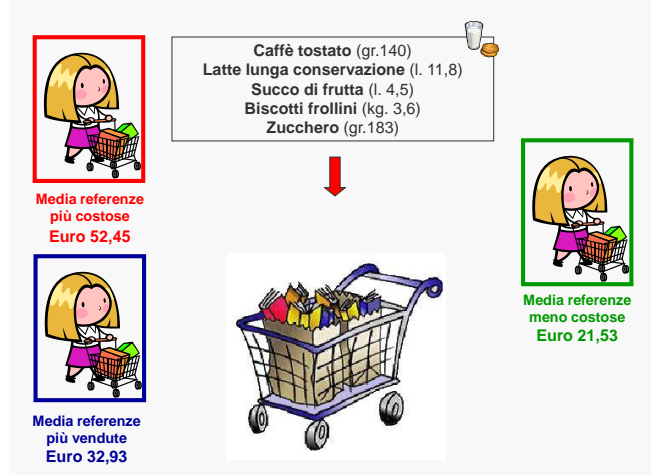 Caffè tostato (gr.140)
Latte lunga conservazione (l. 11,8)
Succo di frutta (l. 4,5)
Biscotti frollini (kg. 3,6)
Zucchero (gr.183)
Media referenze
più costose
Euro 52,45
Media referenze
meno costose
Euro 21,53
Media referenze
più vendute
Euro 32,93